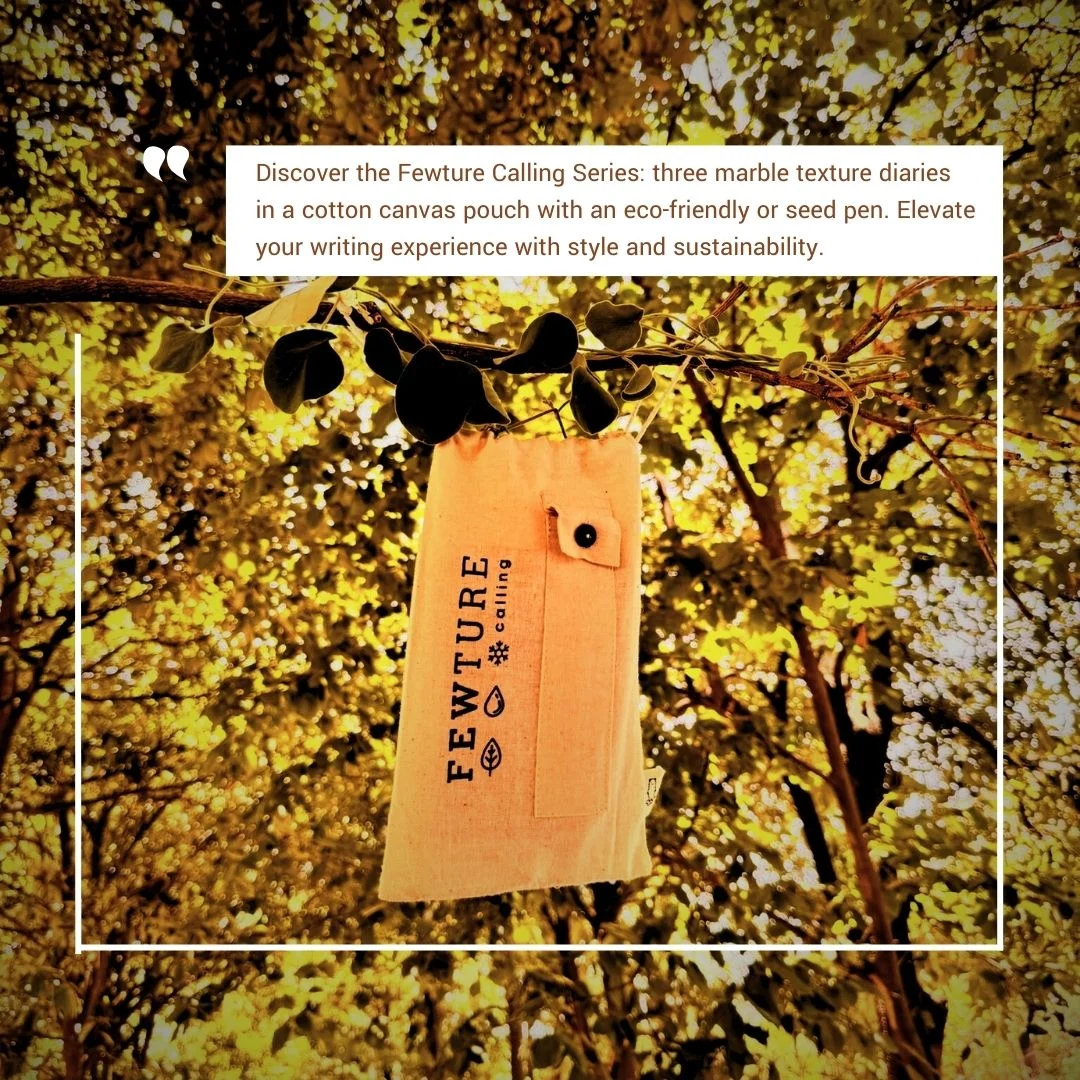 Discover the Fewture Calling Series: three marble texture diaries
in a cotton canvas pouch with an eco-friendly or seed pen. Elevate
your writing experience with style and sustainability.
FEWTURE
calling